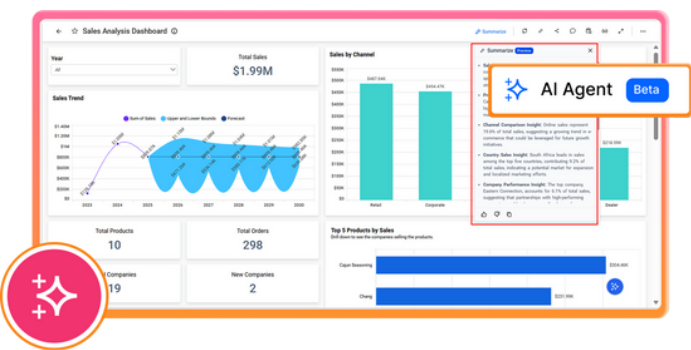 Sales Analysis Dashboard
Summarize
Year
All
Total Sales
$1.99M
Sales by Channel
Summarize Preview
AI Agent Beta
Sales Trend
Sum of Sales Upper and Lower Bounds Forecast
$1.40M
$1.20M
$1M
$800K
$600K
$400K
$200K
$0
2023 2024 2025 2026 2027 2028 2029 2030
$550K
$500K
$450K
$400K
$350K
$300K
$250K
$200K
$150K
$100K
$50K
$0
$487.54K
$454.47K
$218.59K
Retail Corporate Dealer
Channel Comparison Insight: Online sales represent
19.6% of total sales, suggesting a growing trend in e-
commerce that could be leveraged for future growth
initiatives.
Country Sales Insight: South Africa leads in sales
among the top five countries, contributing 9.2% of
total sales, indicating a potential market for expansion
and localized marketing efforts.
Company Performance Insight: The top company,
Eastern Connection, accounts for 6.1% of total sales,
suggesting that partnerships with high-performing
Total Products
10
Total Orders
298
Companies
19
New Companies
2
Top 5 Products by Sales
Drill down to see the companies selling the products.
Cajun Seasoning
Chang